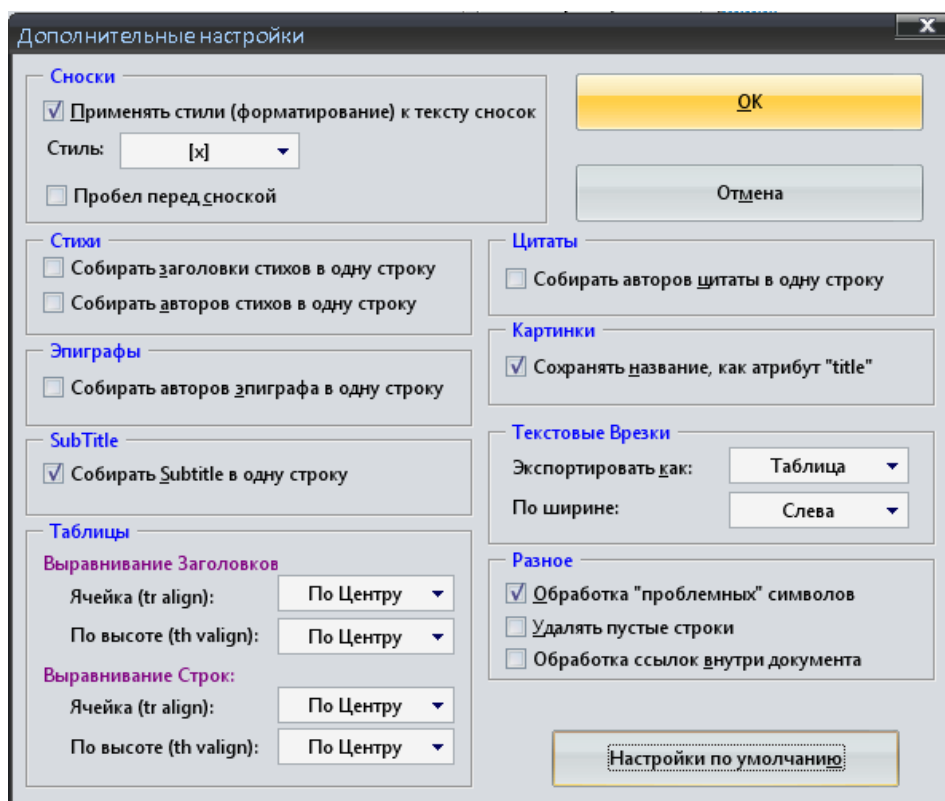 Дополнительные настройки
X
Сноски
Применять стили (форматирование) к тексту сносок
Стиль: [x]
Пробел перед сноской
OK
Отмена
Стихи
Собирать заголовки стихов в одну строку
Собирать авторов стихов в одну строку
Эпиграфы
Собирать авторов эпиграфа в одну строку
SubTitle
Собирать Subtitle в одну строку
Таблицы
Выравнивание Заголовков
Ячейка (tr align): По Центру
По высоте (th valign): По Центру
Выравнивание Строк:
Ячейка (tr align): По Центру
По высоте (th valign): По Центру
Цитаты
Собирать авторов цитаты в одну строку
Картинки
Сохранять название, как атрибут "title"
Текстовые Врезки
Экспортировать как: Таблица
По ширине: Слева
Разное
Обработка "проблемных" символов
Удалять пустые строки
Обработка ссылок внутри документа
Настройки по умолчанию